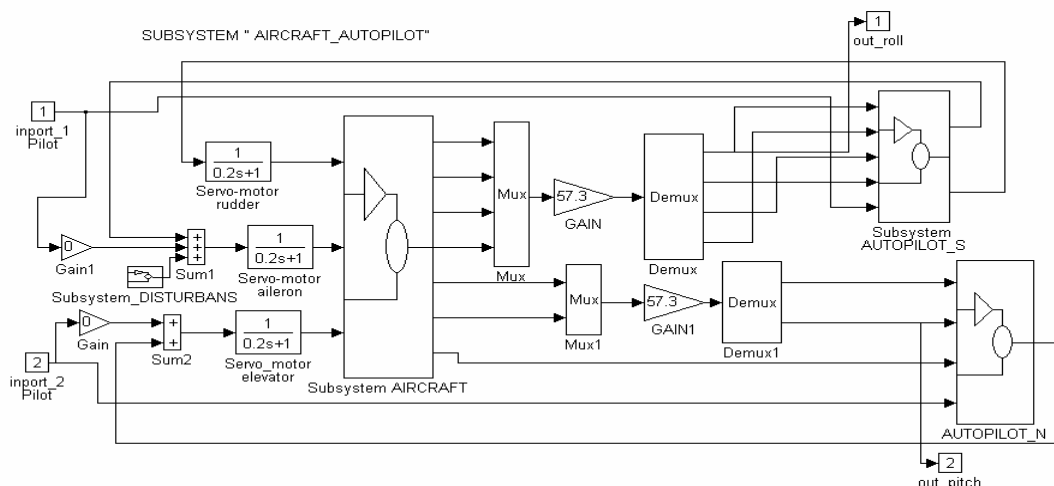 SUBSYSTEM " AIRCRAFT_AUTOPILOT"
1
out_roll
1
inport_1
Pilot
1
0.2s+1
Servo-motor
rudder
Mux
Mux
57.3
GAIN
Demux
Demux
Subsystem
AUTOPILOT_S
0
Gain1
+
+
+
Sum1
1
0.2s+1
Servo-motor
aileron
Subsystem_DISTURBANS
Mux
Mux1
57.3
GAIN1
Demux
Demux1
0
Gain
+
+
Sum2
1
0.2s+1
Servo_motor
elevator
2
inport_2
Pilot
Subsystem AIRCRAFT
AUTOPILOT_N
2
out_pitch